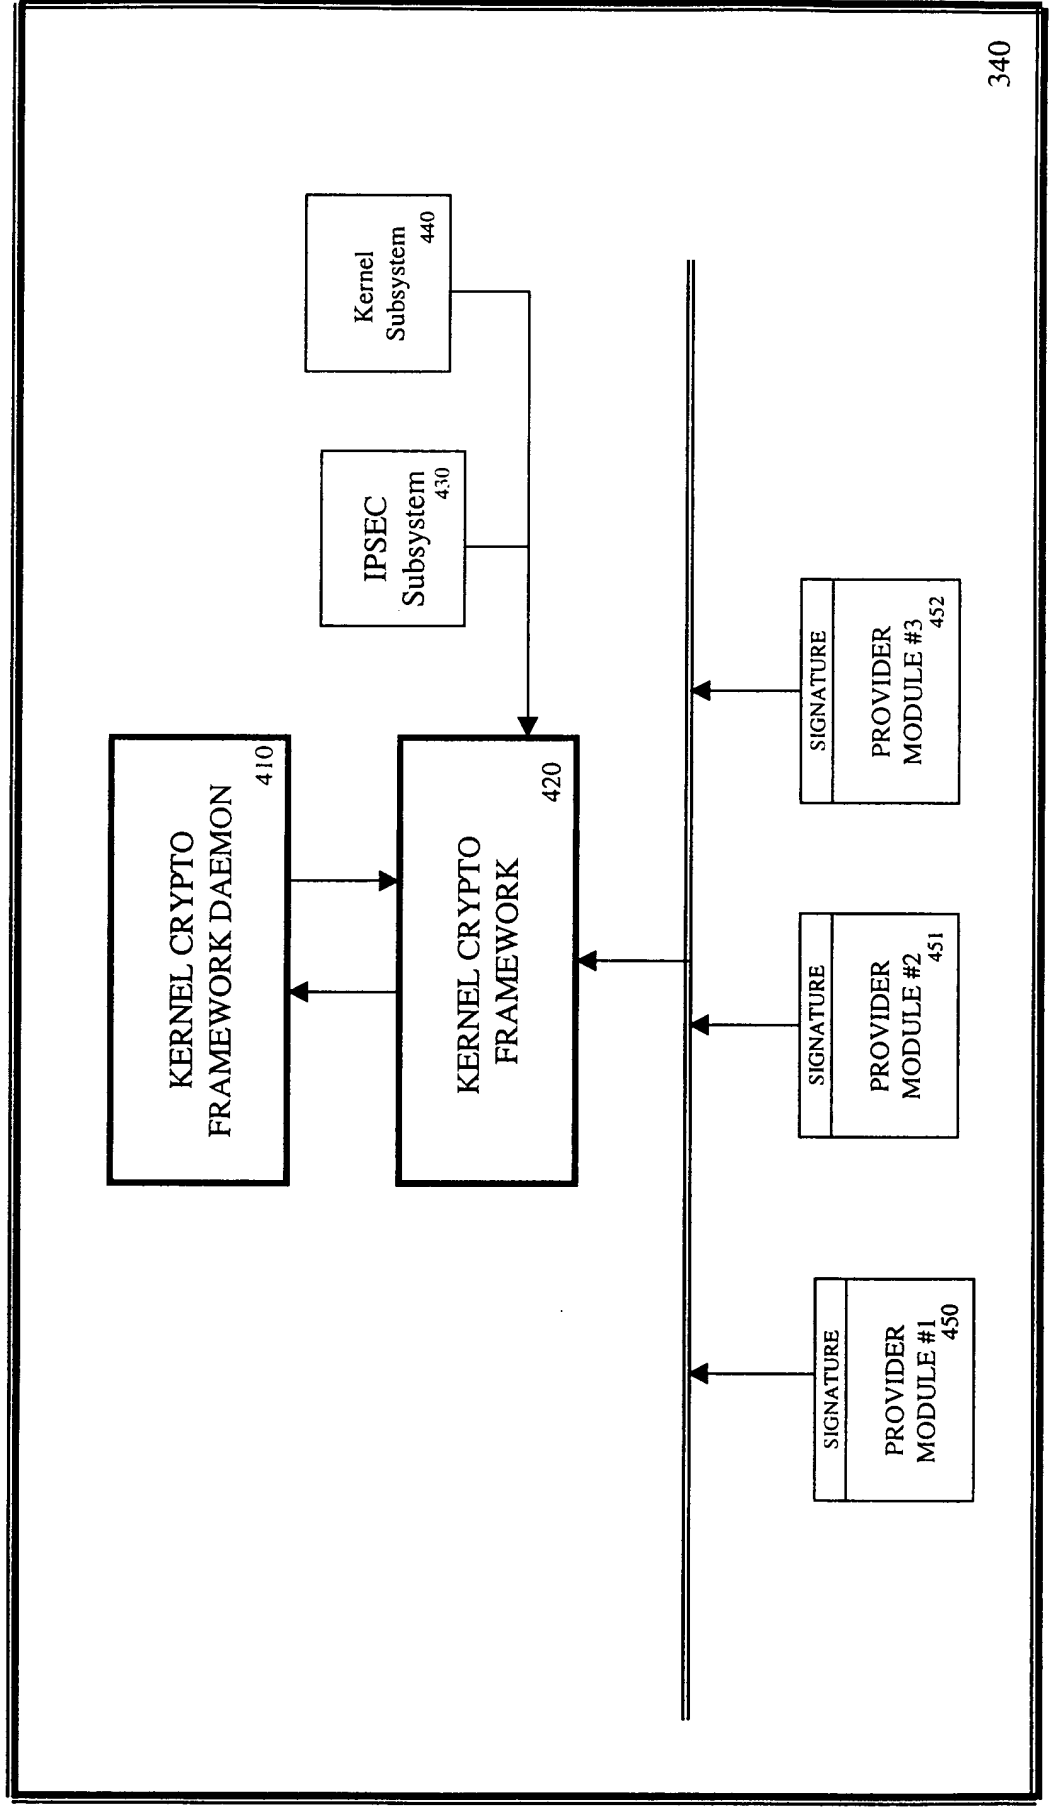 KERNEL CRYPTO
FRAMEWORK DAEMON
410
Kernel
Subsystem
440
IPSEC
Subsystem
430
KERNEL CRYPTO
FRAMEWORK
420
SIGNATURE
PROVIDER
MODULE #1
450
SIGNATURE
PROVIDER
MODULE #2
451
SIGNATURE
PROVIDER
MODULE #3
452
340